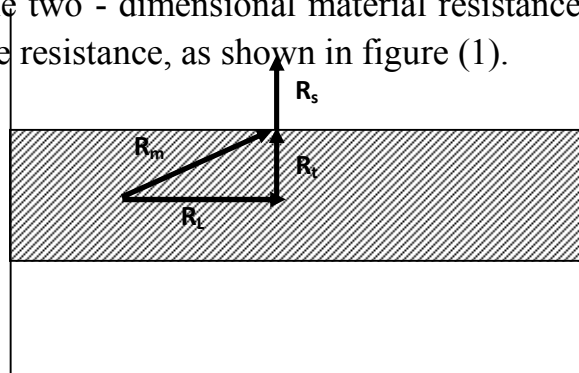 two - dimensional material resistance
resistance, as shown in figure (1).
Rs
Rm
Rt
RL